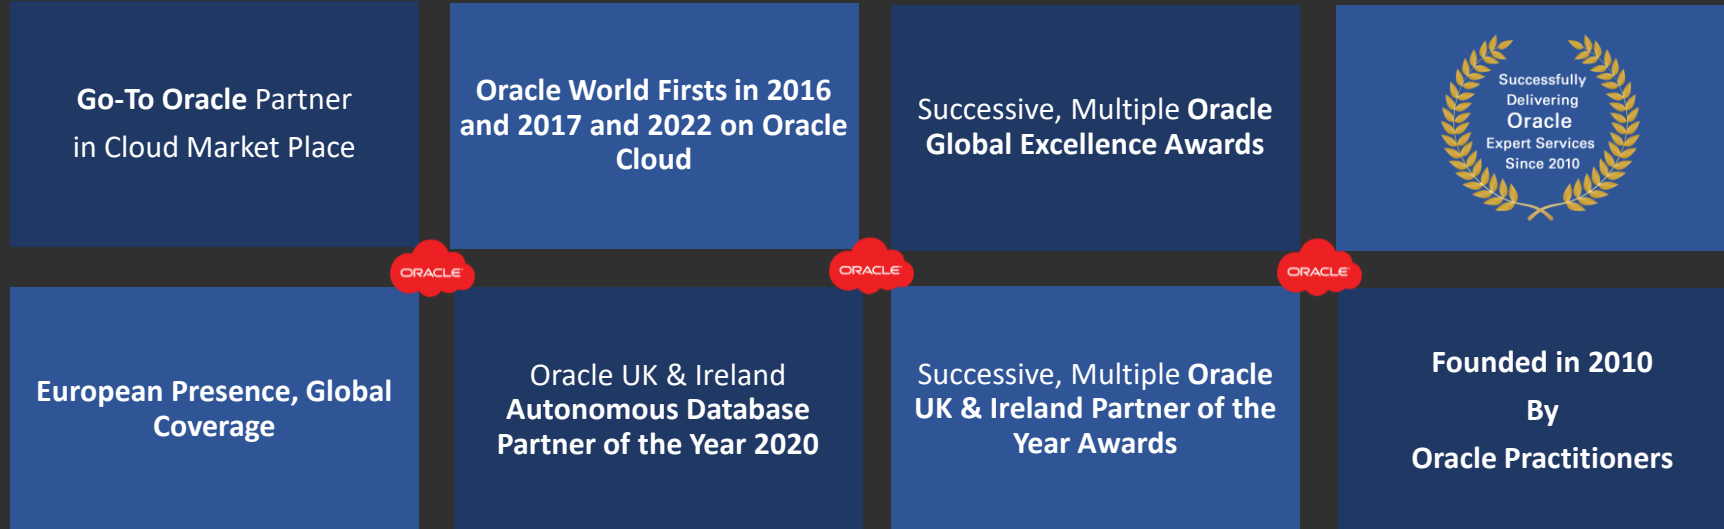 Go-To Oracle Partner
in Cloud Market Place
Oracle World Firsts in 2016
and 2017 and 2022 on Oracle
Cloud
Successive, Multiple Oracle
Global Excellence Awards
Successfully
Delivering
Oracle
Expert Services
Since 2010
ORACLE
ORACLE
ORACLE
European Presence, Global
Coverage
Oracle UK & Ireland
Autonomous Database
Partner of the Year 2020
Successive, Multiple Oracle
UK & Ireland Partner of the
Year Awards
Founded in 2010
By
Oracle Practitioners